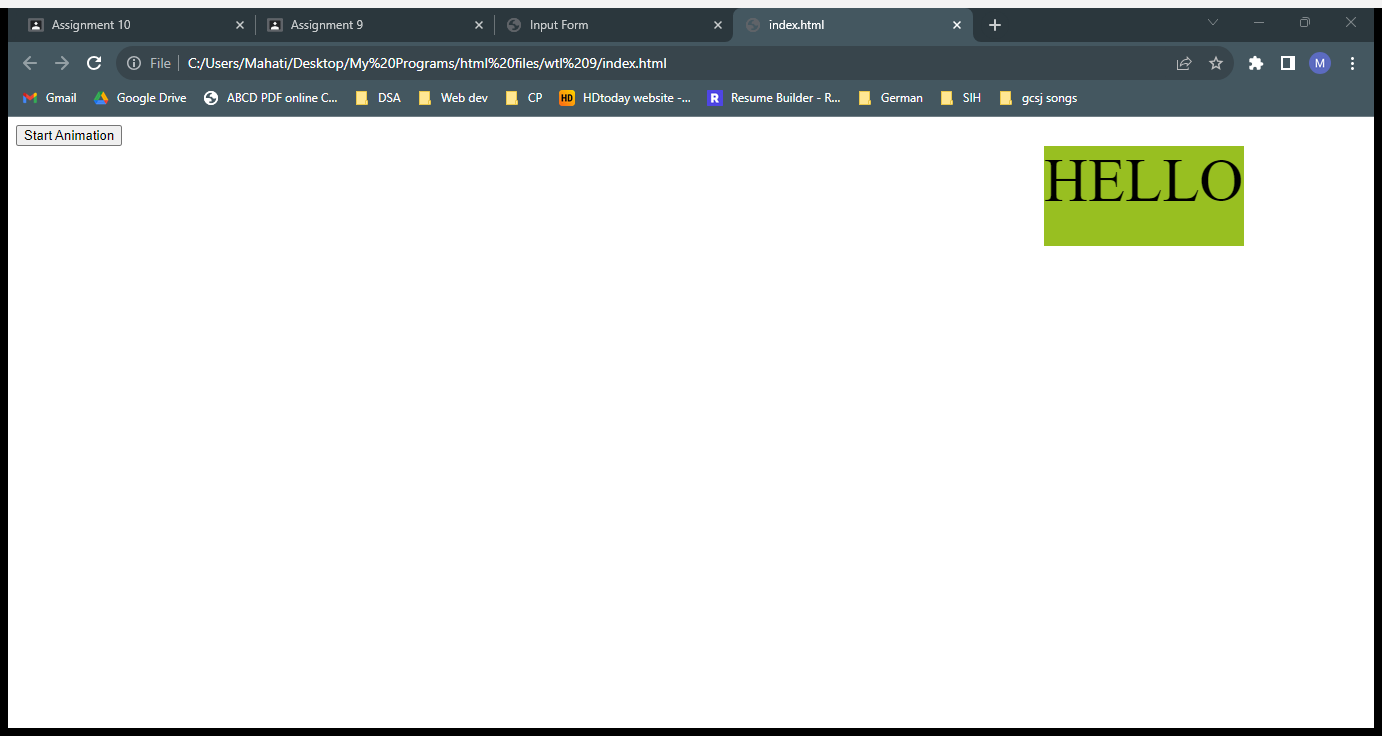 Assignment 10 Assignment 9 Input Form index.html
File C:/Users/Mahati/Desktop/My%20Programs/html%20files/wtl%209/index.html M
Gmail Google Drive ABCD PDF online C... DSA Web dev CP HD HDtoday website -... R Resume Builder - R... German SIH gcsj songs
Start Animation
HELLO